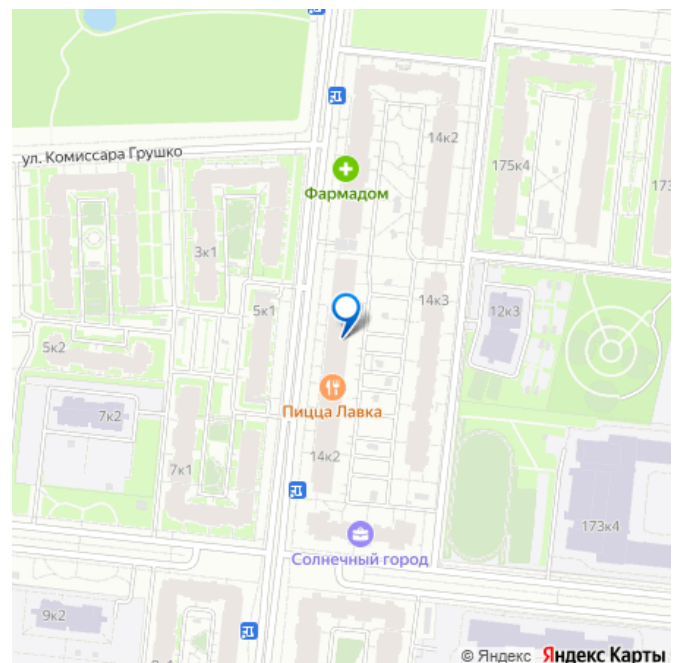 14к2
ул. Комиссара Грушко
175к4
Фармадом
173
3к1
14к3
5к1
12к3
5к2
Пицца Лавка
7к2
14к2
7к1
173к4
Солнечный город
9к2
© Яндекс Яндекс Карты